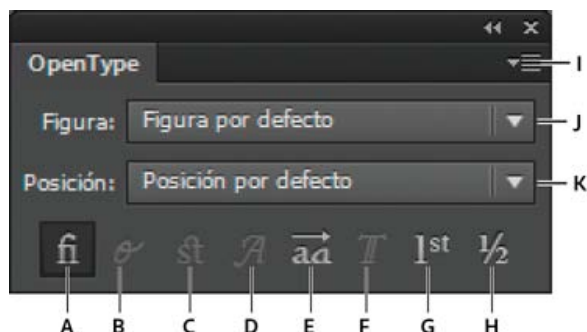 OpenType
I
Figura: Figura por defecto
J
Posición: Posición por defecto
K
fi o st A aa T 1st ½
A B C D E F G H